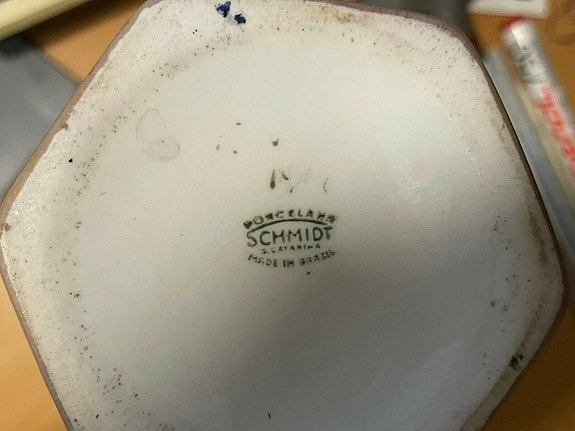 PORCELANA
SCHMIDT
S. CATARINA
MADE IN BRAZIL